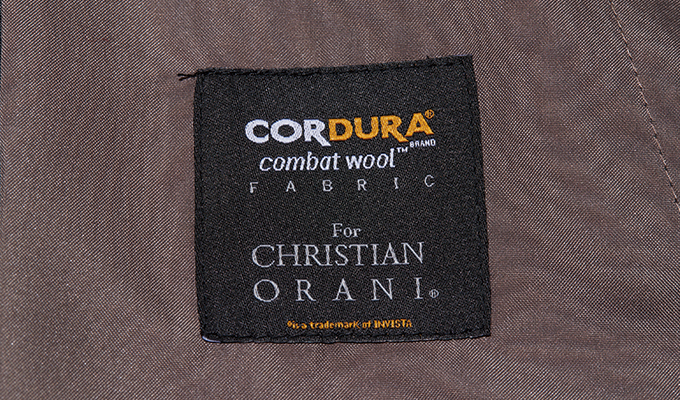 CORDURA®
combat wool™ BRAND
FABRIC
For
CHRISTIAN
ORANI®
®is a trademark of INVISTA